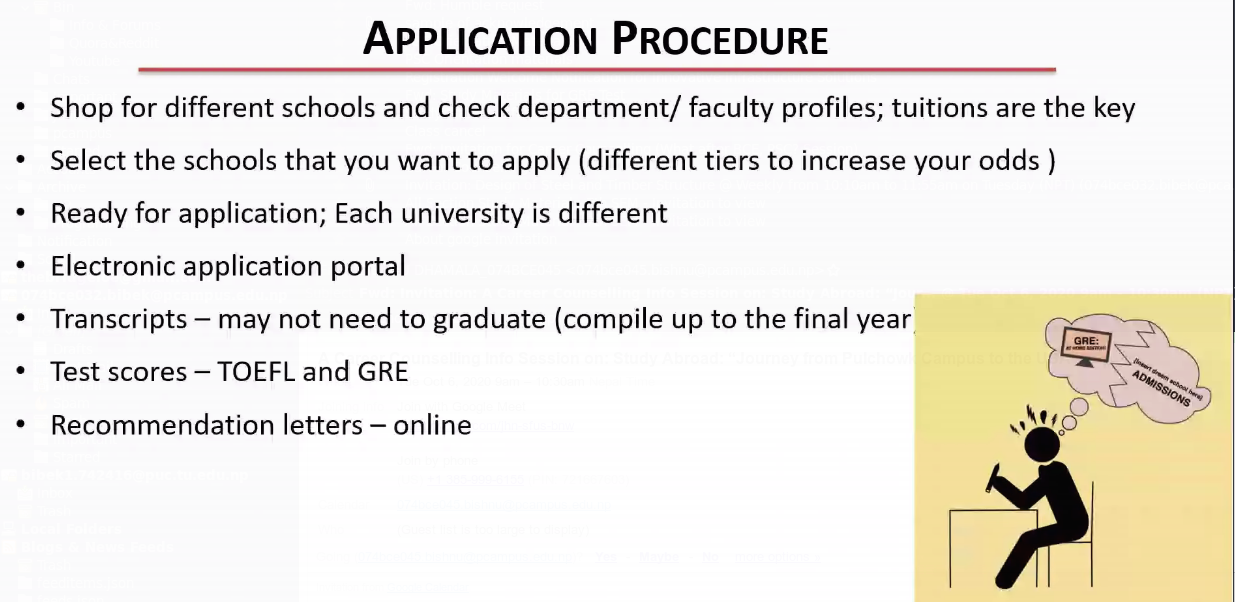 APPLICATION PROCEDURE
• Shop for different schools and check department/ faculty profiles; tuitions are the key
• Select the schools that you want to apply (different tiers to increase your odds )
• Ready for application; Each university is different
• Electronic application portal
• Transcripts – may not need to graduate (compile up to the final year)
• Test scores – TOEFL and GRE
• Recommendation letters – online
GRE:
[insert dream school here]
ADMISSIONS